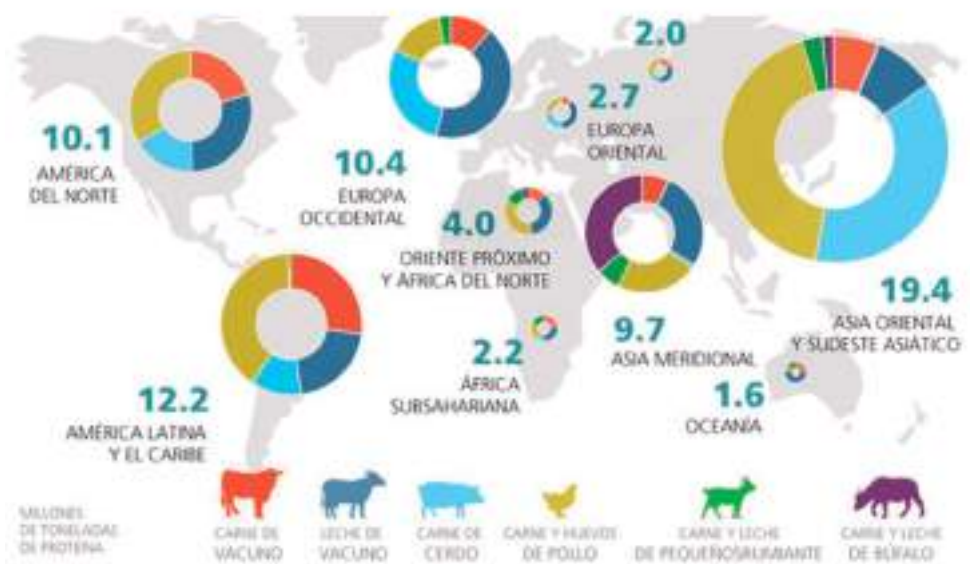 10.1
AMÉRICA
DEL NORTE
10.4
EUROPA
OCCIDENTAL
2.0
2.7
EUROPA
ORIENTAL
4.0
ORIENTE PRÓXIMO
Y ÁFRICA DEL NORTE
19.4
ASIA ORIENTAL
Y SUDESTE ASIÁTICO
9.7
ASIA MERIDIONAL
2.2
ÁFRICA
SUBSAHARIANA
1.6
OCEANÍA
12.2
AMÉRICA LATINA
Y EL CARIBE
MILLONES
DE TONELADAS
DE PROTEINA
CARNE DE
VACUNO
LECHE DE
VACUNO
CARNE DE
CERDO
CARNE Y HUEVOS
DE POLLO
CARNE Y LECHE
DE PEQUEÑOSRUMIANTE
CARNE Y LECHE
DE BÚFALO